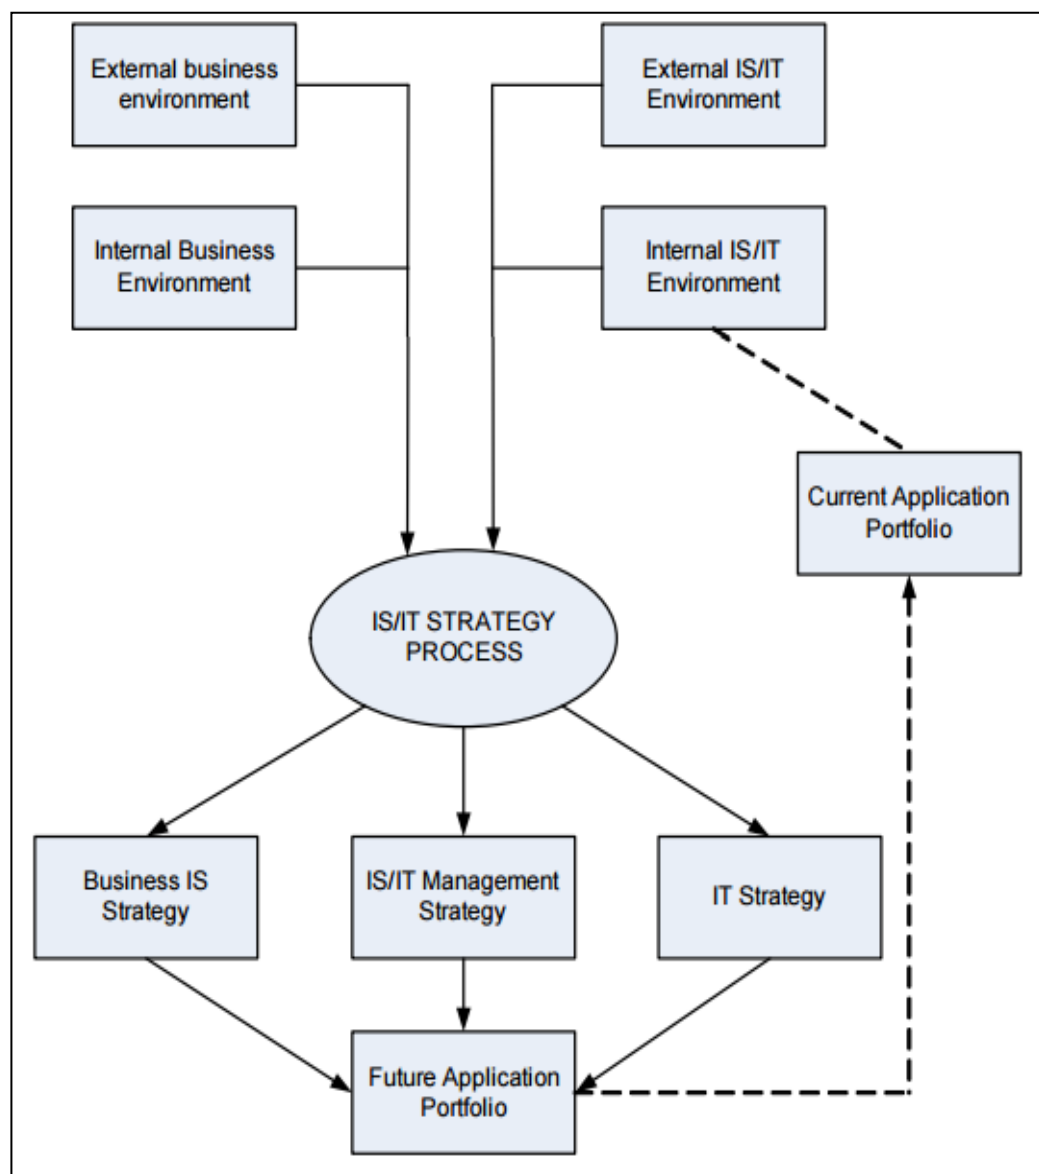 External business
environment
External IS/IT
Environment
Internal Business
Environment
Internal IS/IT
Environment
Current Application
Portfolio
IS/IT STRATEGY
PROCESS
Business IS
Strategy
IS/IT Management
Strategy
IT Strategy
Future Application
Portfolio